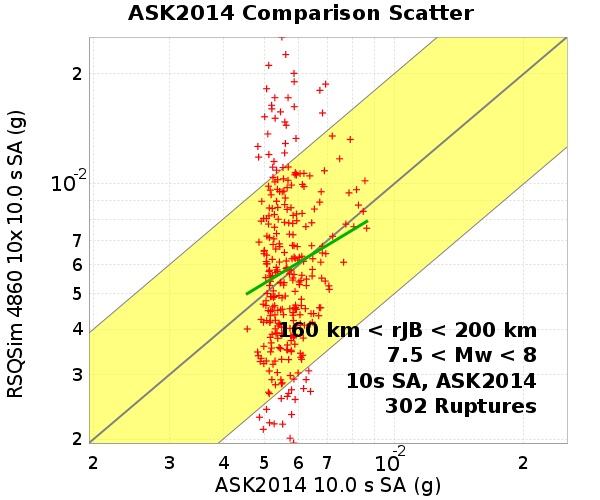 ASK2014 Comparison Scatter
RSQSim 4860 10x 10.0 s SA (g)
2
10-2
7
6
5
4
3
2
160 km < rJB < 200 km
7.5 < Mw < 8
10s SA, ASK2014
302 Ruptures
2 3 4 5 6 7 10-2 2
ASK2014 10.0 s SA (g)